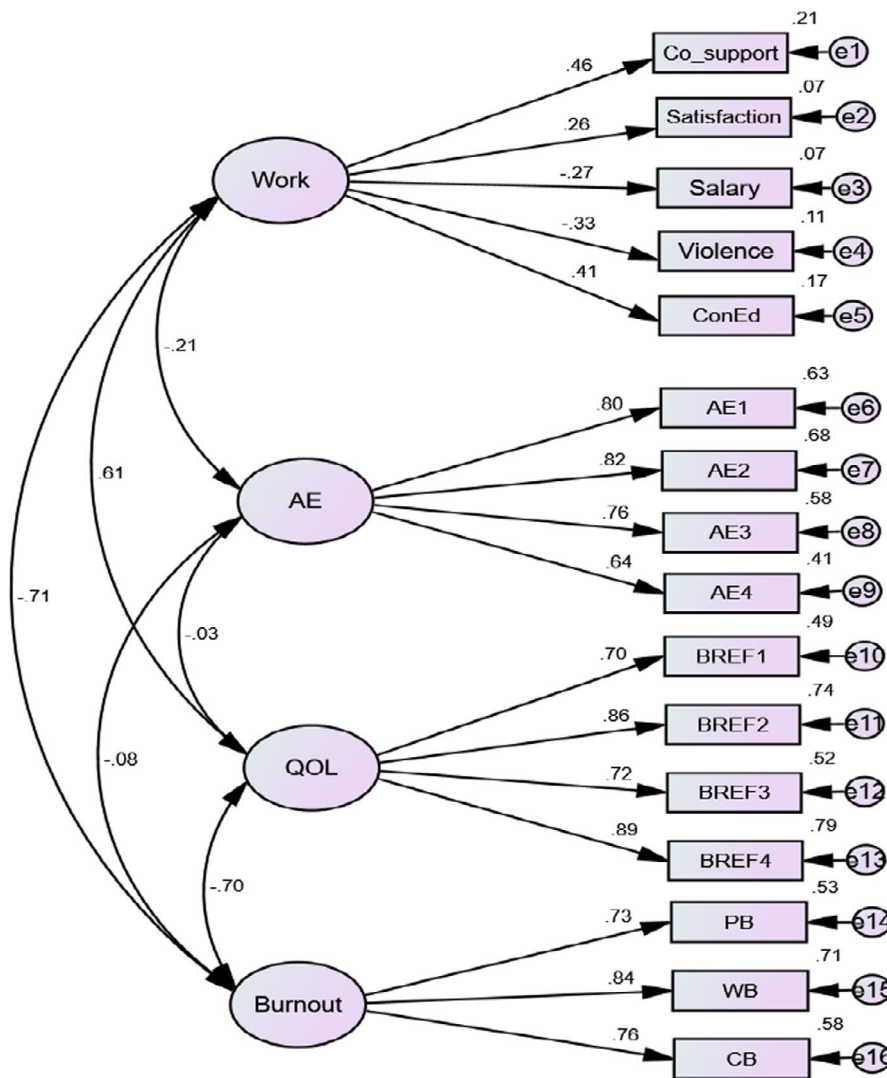 .21
Co_support
e1
.46
.07
Satisfaction
e2
.26
.07
Work
Salary
e3
-.27
.11
Violence
e4
-.33
.17
ConEd
e5
.41
-.21
.63
AE1
e6
.80
.68
AE2
e7
.82
.61
.58
AE
AE3
e8
.76
.41
AE4
e9
.64
-.71
-.03
.49
BREF1
e10
.70
.74
BREF2
e11
.86
-.08
QOL
.52
BREF3
e12
.72
.79
BREF4
e13
.89
-.70
.53
PB
e14
.73
.71
WB
e15
.84
Burnout
.58
CB
e16
.76